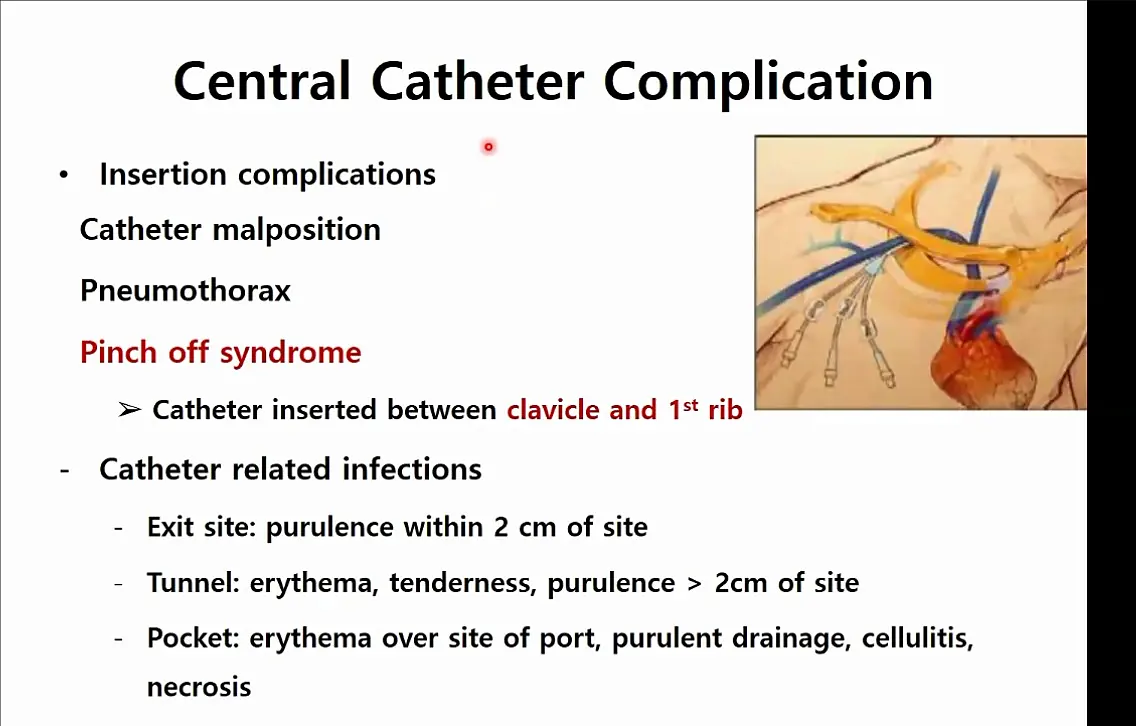 Central Catheter Complication
• Insertion complications
Catheter malposition
Pneumothorax
Pinch off syndrome
➢ Catheter inserted between clavicle and 1st rib
- Catheter related infections
- Exit site: purulence within 2 cm of site
- Tunnel: erythema, tenderness, purulence > 2cm of site
- Pocket: erythema over site of port, purulent drainage, cellulitis,
necrosis